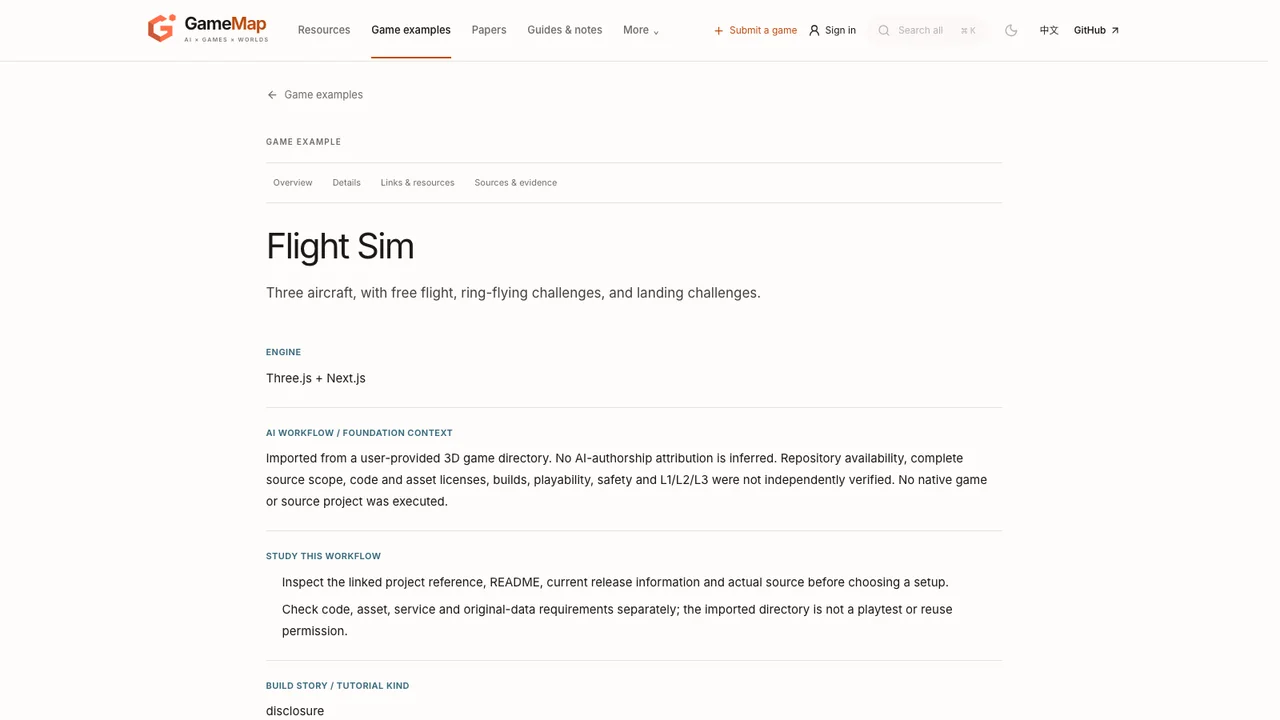 GameMap
AI × GAMES × WORLDS
Resources
Game examples
Papers
Guides & notes
More
Submit a game
Sign in
Search all
⌘ K
中文
GitHub
Game examples
GAME EXAMPLE
Overview
Details
Links & resources
Sources & evidence
Flight Sim
Three aircraft, with free flight, ring-flying challenges, and landing challenges.
ENGINE
Three.js + Next.js
AI WORKFLOW / FOUNDATION CONTEXT
Imported from a user-provided 3D game directory. No AI-authorship attribution is inferred. Repository availability, complete
source scope, code and asset licenses, builds, playability, safety and L1/L2/L3 were not independently verified. No native game
or source project was executed.
STUDY THIS WORKFLOW
Inspect the linked project reference, README, current release information and actual source before choosing a setup.
Check code, asset, service and original-data requirements separately; the imported directory is not a playtest or reuse
permission.
BUILD STORY / TUTORIAL KIND
disclosure